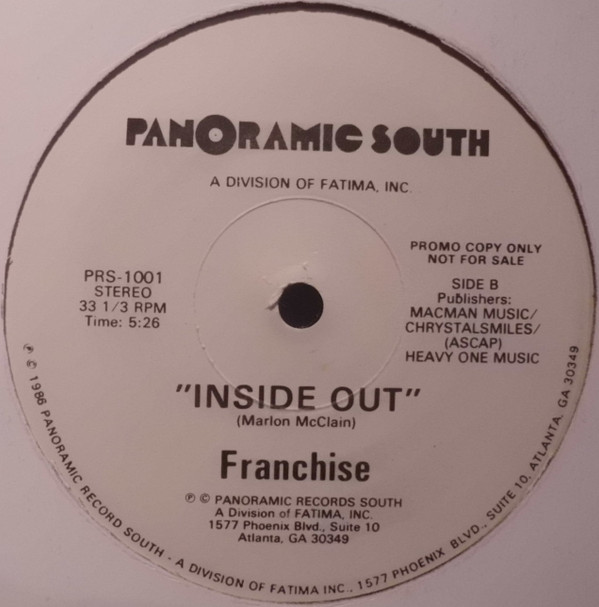 PANORAMIC SOUTH
A DIVISION OF FATIMA, INC.
PRS-1001
STEREO
33 1/3 RPM
Time: 5:26
PROMO COPY ONLY
NOT FOR SALE
SIDE B
Publishers:
MACMAN MUSIC/
CHRYSTALSMILES/
(ASCAP)
HEAVY ONE MUSIC
"INSIDE OUT"
(Marlon McClain)
Franchise
℗ © PANORAMIC RECORDS SOUTH
A Division of FATIMA, INC.
1577 Phoenix Blvd., Suite 10
Atlanta, GA 30349
℗ © 1986 PANORAMIC RECORD SOUTH - A DIVISION OF FATIMA INC., 1577 PHOENIX BLVD., SUITE 10, ATLANTA, GA 30349